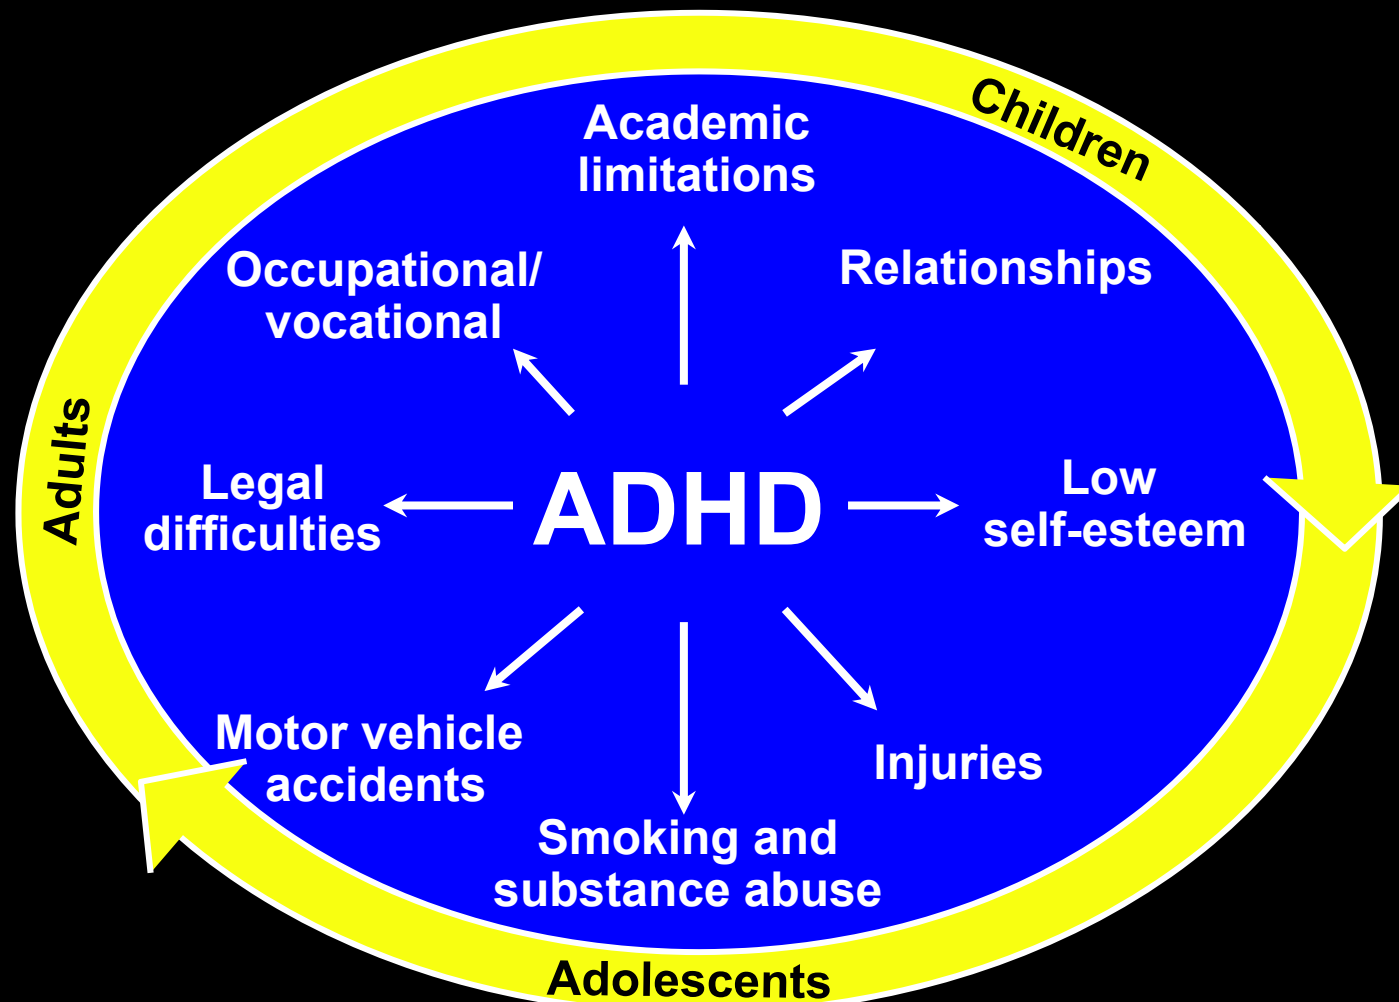 Children
Academic
limitations
Occupational/
vocational
Relationships
Adults
Legal
difficulties
ADHD
Low
self-esteem
Motor vehicle
accidents
Injuries
Smoking and
substance abuse
Adolescents